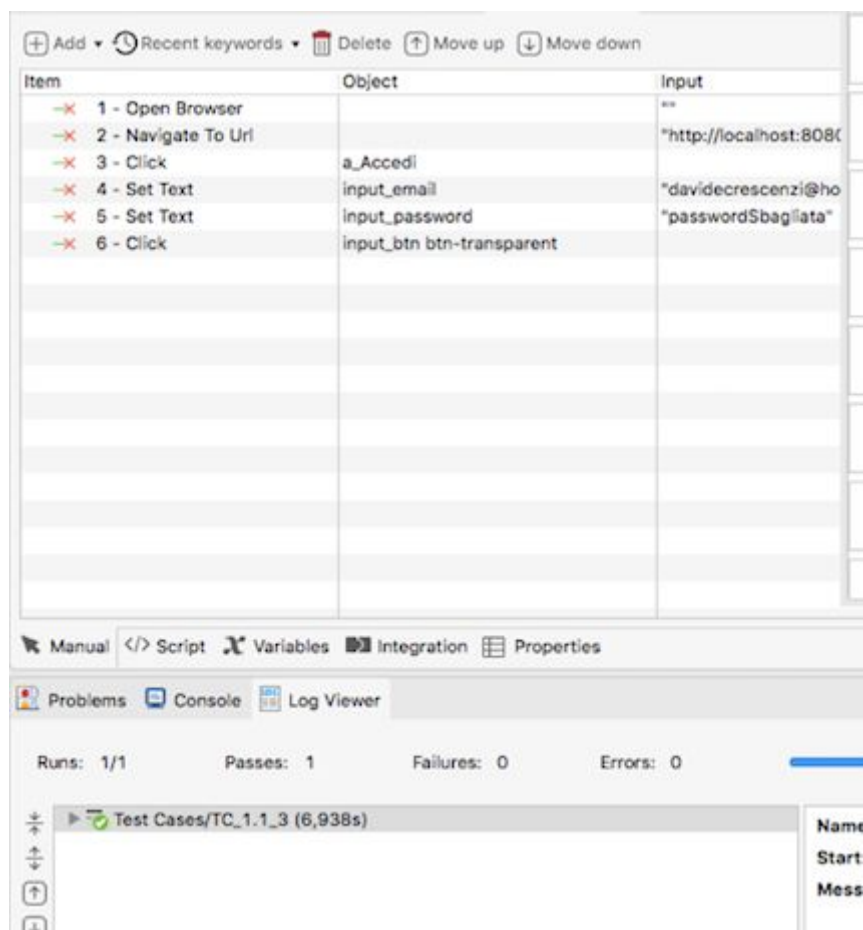 Add Recent keywords Delete Move up Move down
Item Object Input
1 - Open Browser ""
2 - Navigate To Url "http://localhost:8080
3 - Click a_Accedi
4 - Set Text input_email "davidecrescenzi@ho
5 - Set Text input_password "passwordSbagliata"
6 - Click input_btn btn-transparent
Manual </> Script Variables Integration Properties
Problems Console Log Viewer
Runs: 1/1 Passes: 1 Failures: 0 Errors: 0
Test Cases/TC_1.1_3 (6,938s)
Name
Start
Mess